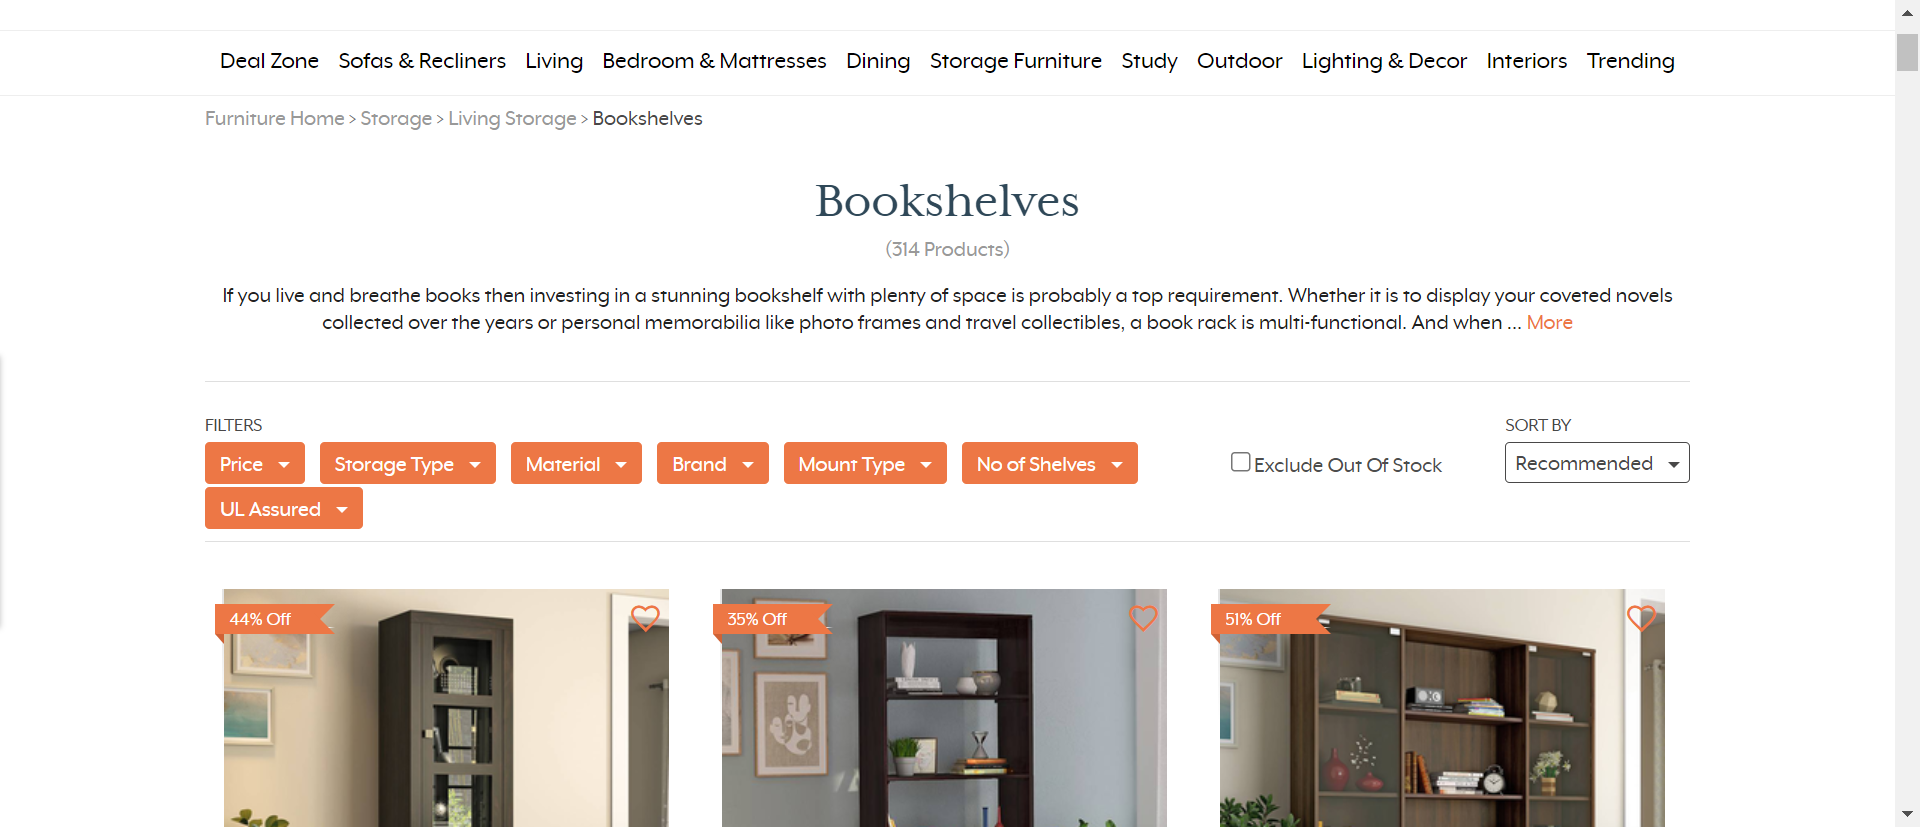 Deal Zone Sofas & Recliners Living Bedroom & Mattresses Dining Storage Furniture Study Outdoor Lighting & Decor Interiors Trending
Furniture Home > Storage > Living Storage > Bookshelves
Bookshelves
(314 Products)
If you live and breathe books then investing in a stunning bookshelf with plenty of space is probably a top requirement. Whether it is to display your coveted novels
collected over the years or personal memorabilia like photo frames and travel collectibles, a book rack is multi-functional. And when ... More
FILTERS
SORT BY
Price Storage Type Material Brand Mount Type No of Shelves
Exclude Out Of Stock
Recommended
UL Assured
44% Off
35% Off
51% Off